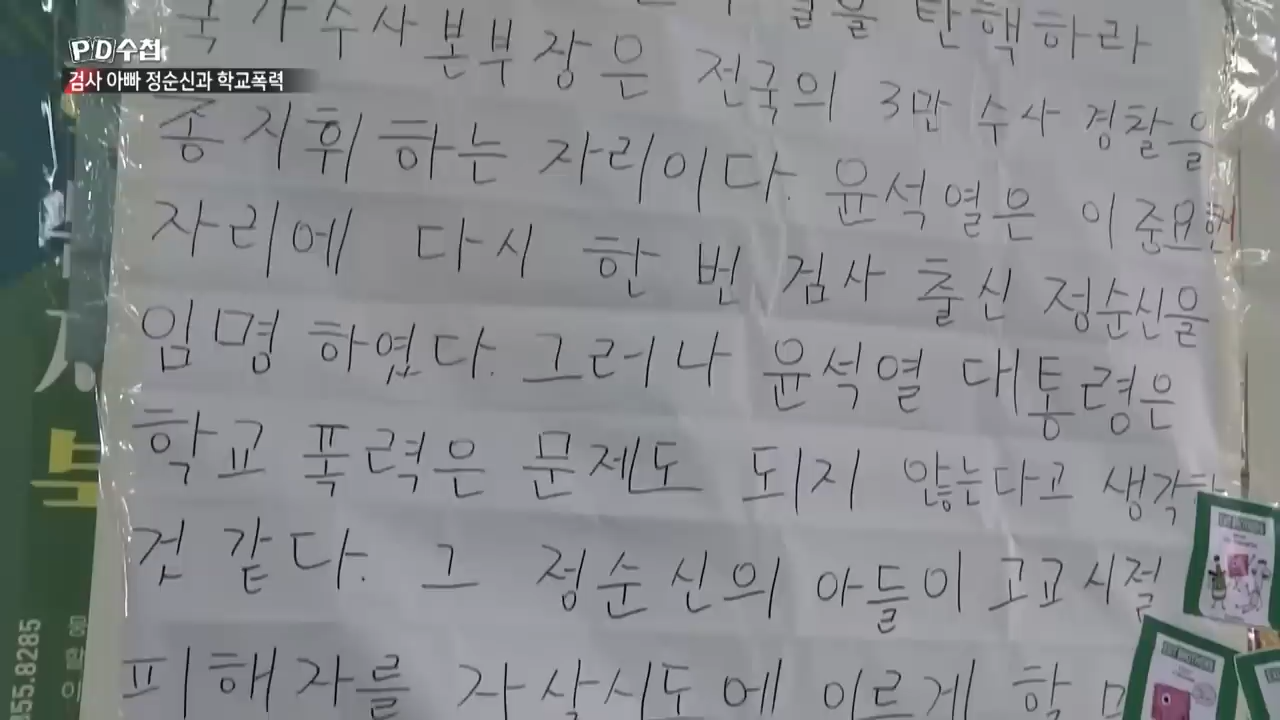 PD수첩
검사 아빠 정순신과 학교폭력
을 탄핵하라
국가수사본부장은 전국의 3만 수사 경찰을
총지휘하는 자리이다. 윤석열은 이 중요한
자리에 다시 한 번 검사 출신 정순신을
임명 하였다. 그러나 윤석열 대통령은
학교 폭력은 문제도 되지 않는다고 생각한
것 같다. 그 정순신의 아들이 고교시절
피해자를 자살시도에 이르게 학
55.8285